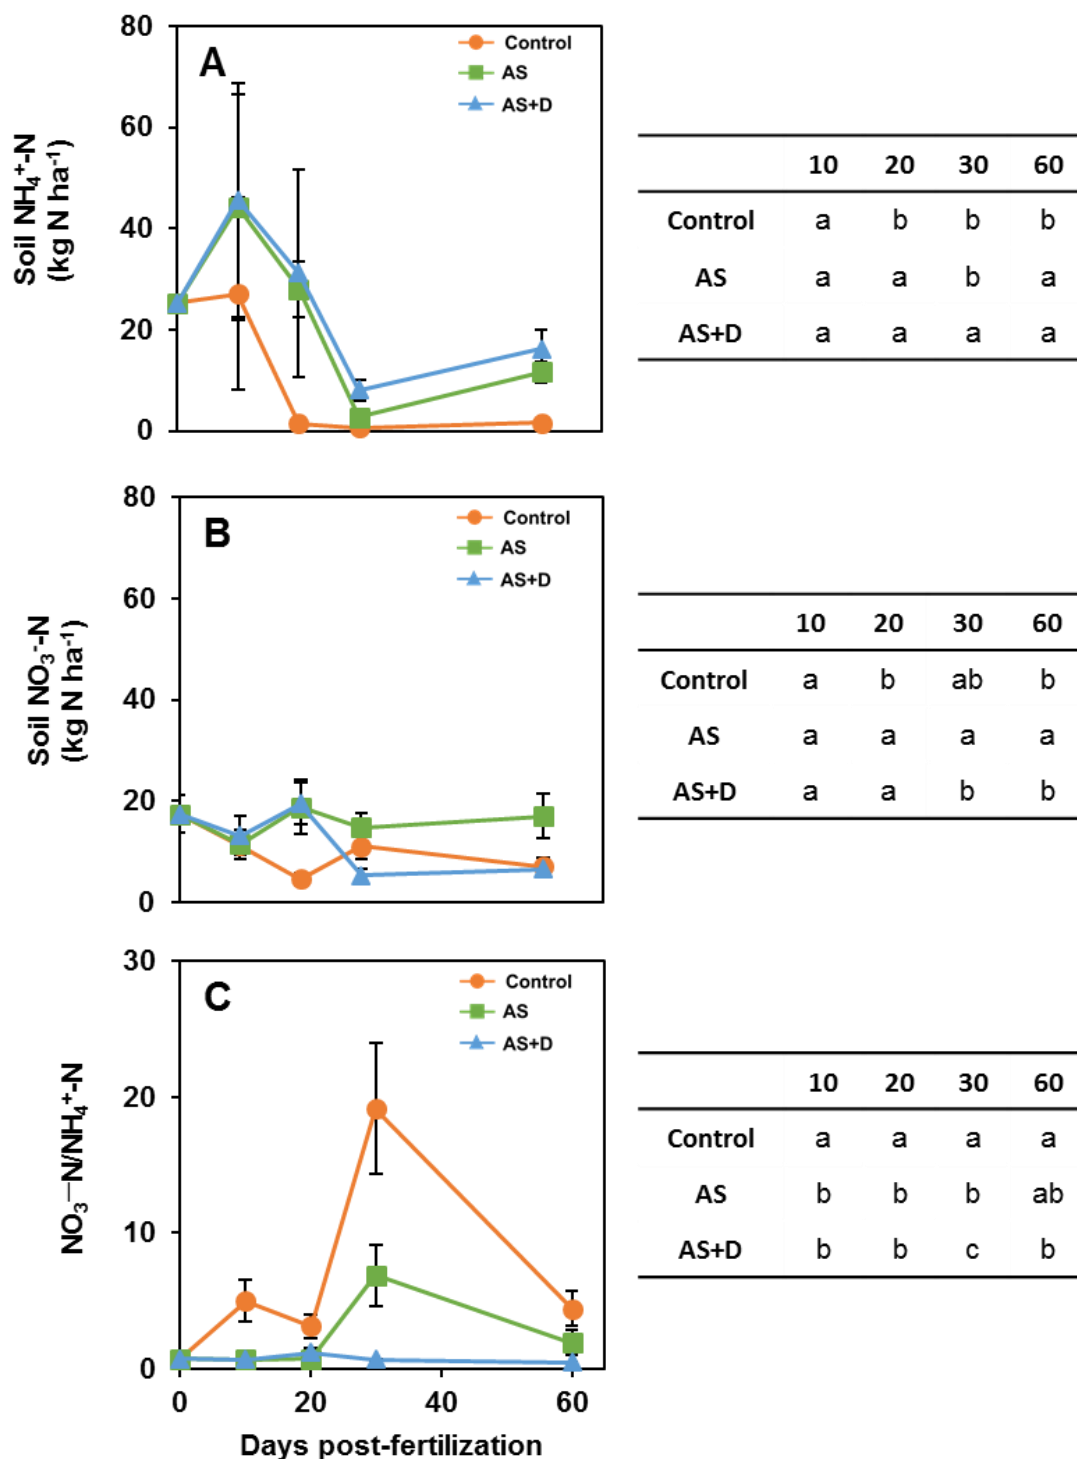 80
60
40
20
0
Soil NH₄⁺-N
(kg N ha⁻¹)
A
Control
AS
AS+D
10 20 30 60
Control a b b b
AS a a b a
AS+D a a a a
80
60
40
20
0
Soil NO₃⁻-N
(kg N ha⁻¹)
B
Control
AS
AS+D
10 20 30 60
Control a b ab b
AS a a a a
AS+D a a b b
30
20
10
0
NO₃—N/NH₄⁺-N
C
Control
AS
AS+D
0 20 40 60
Days post-fertilization
10 20 30 60
Control a a a a
AS b b b ab
AS+D b b c b